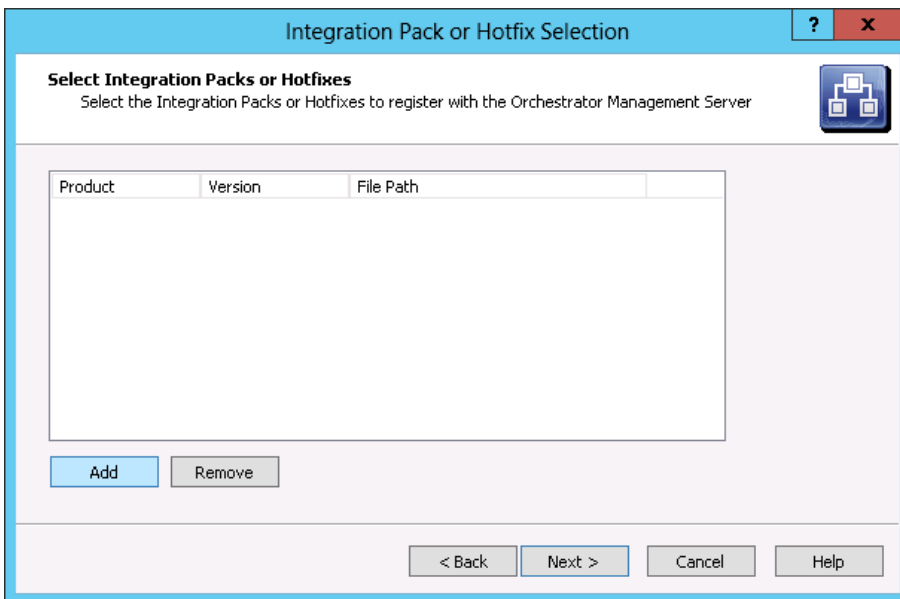 Integration Pack or Hotfix Selection
? x
Select Integration Packs or Hotfixes
Select the Integration Packs or Hotfixes to register with the Orchestrator Management Server
Product Version File Path
Add Remove
< Back Next > Cancel Help